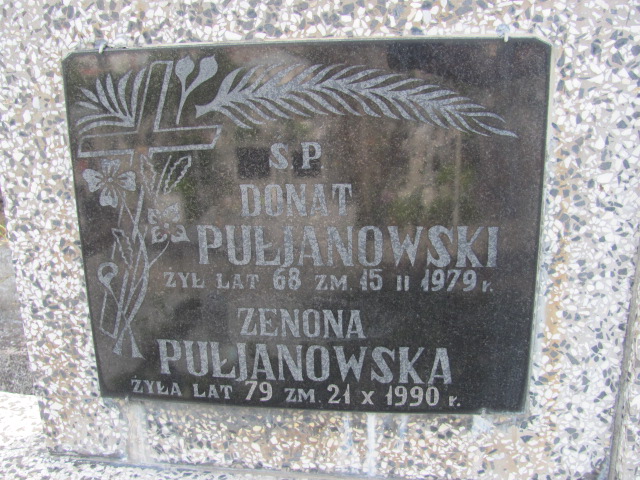 S P
DONAT
PUŁJANOWSKI
ŻYŁ LAT 68 ZM. 15 II 1979 r.
ZENONA
PUŁJANOWSKA
ŻYŁA LAT 79 ZM. 21 X 1990 r.